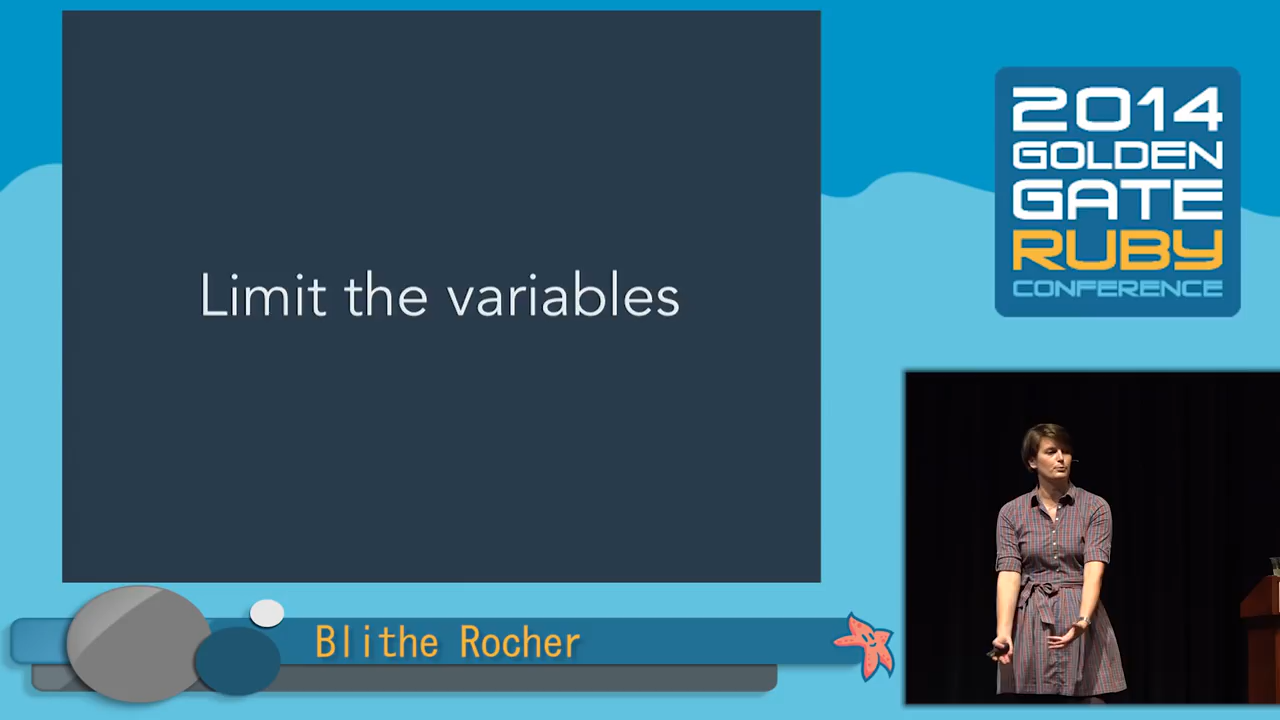 Limit the variables
2014
GOLDEN
GATE
RUBY
CONFERENCE
Blithe Rocher